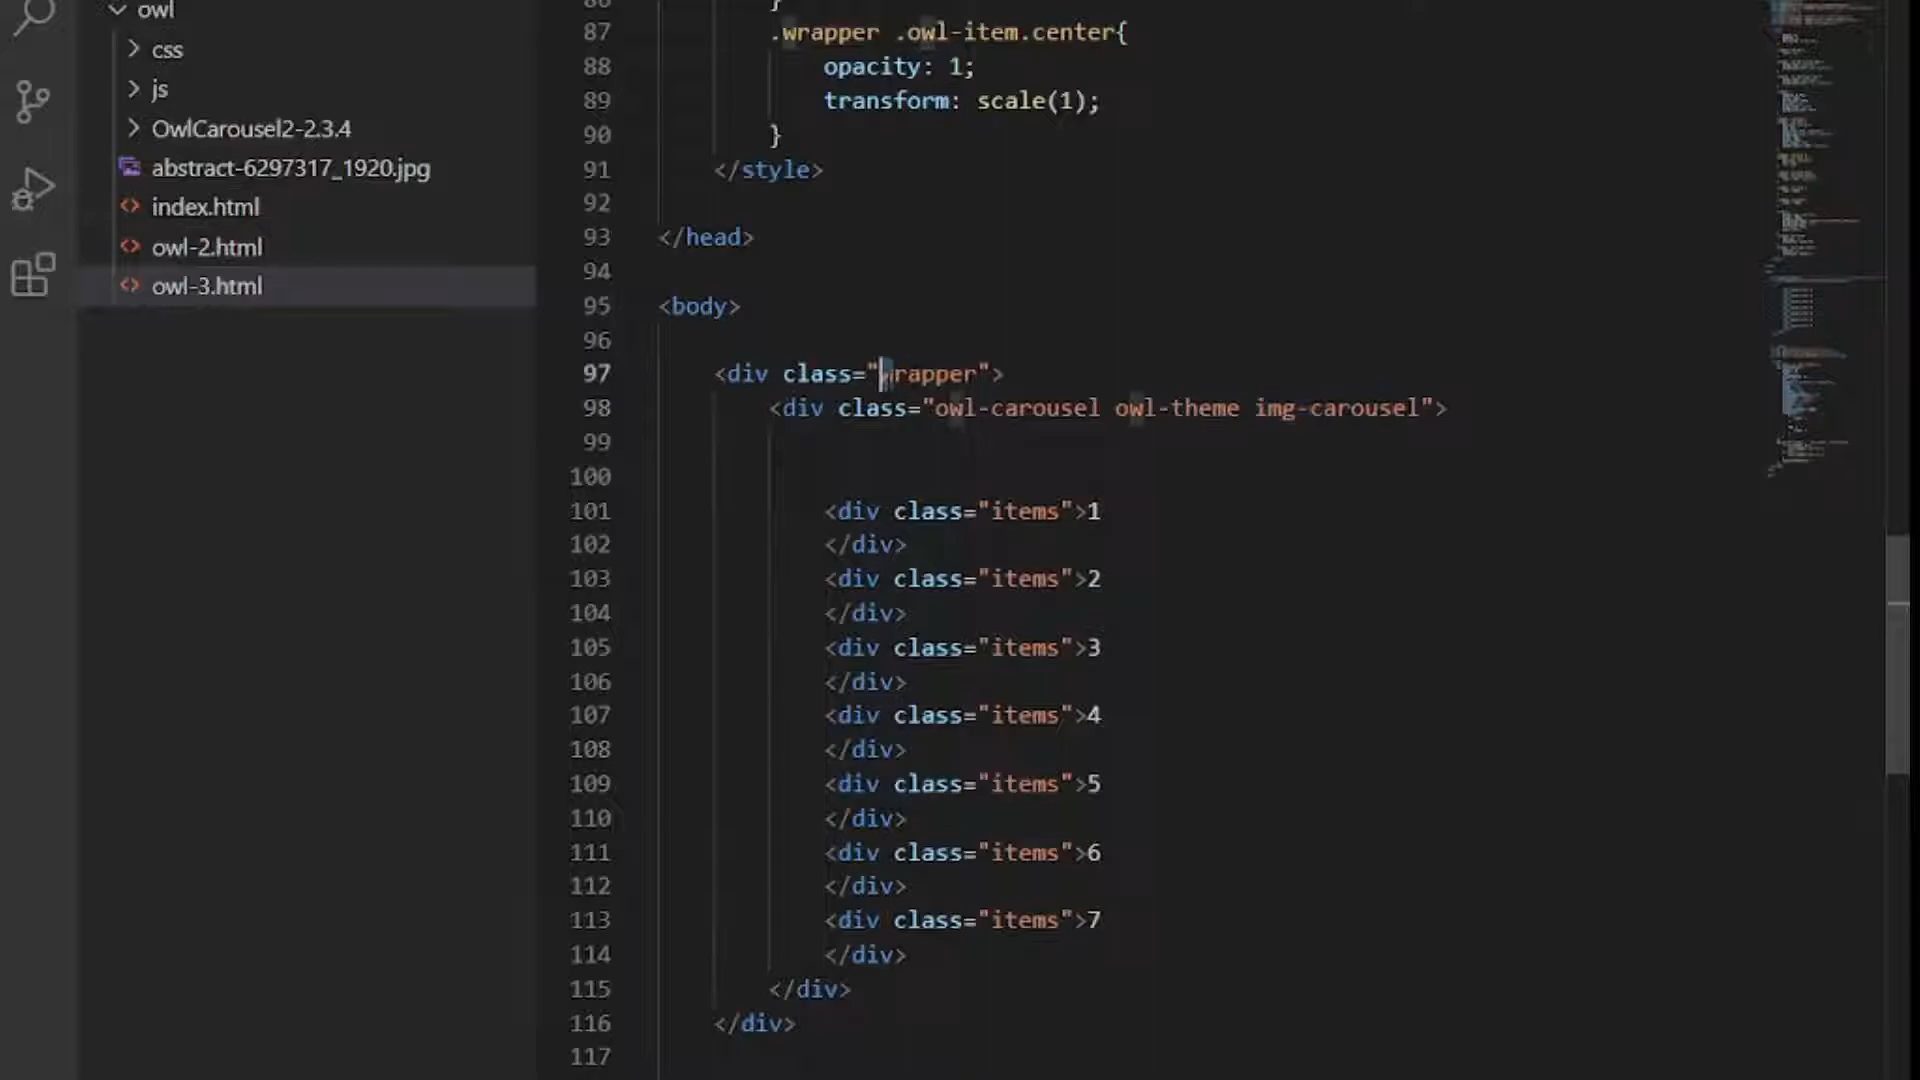 owl
css
js
OwlCarousel2-2.3.4
abstract-6297317_1920.jpg
index.html
owl-2.html
owl-3.html
86 }
87 .wrapper .owl-item.center{
88 opacity: 1;
89 transform: scale(1);
90 }
91 </style>
92
93 </head>
94
95 <body>
96
97 <div class="wrapper">
98 <div class="owl-carousel owl-theme img-carousel">
99
100
101 <div class="items">1
102 </div>
103 <div class="items">2
104 </div>
105 <div class="items">3
106 </div>
107 <div class="items">4
108 </div>
109 <div class="items">5
110 </div>
111 <div class="items">6
112 </div>
113 <div class="items">7
114 </div>
115 </div>
116 </div>
117